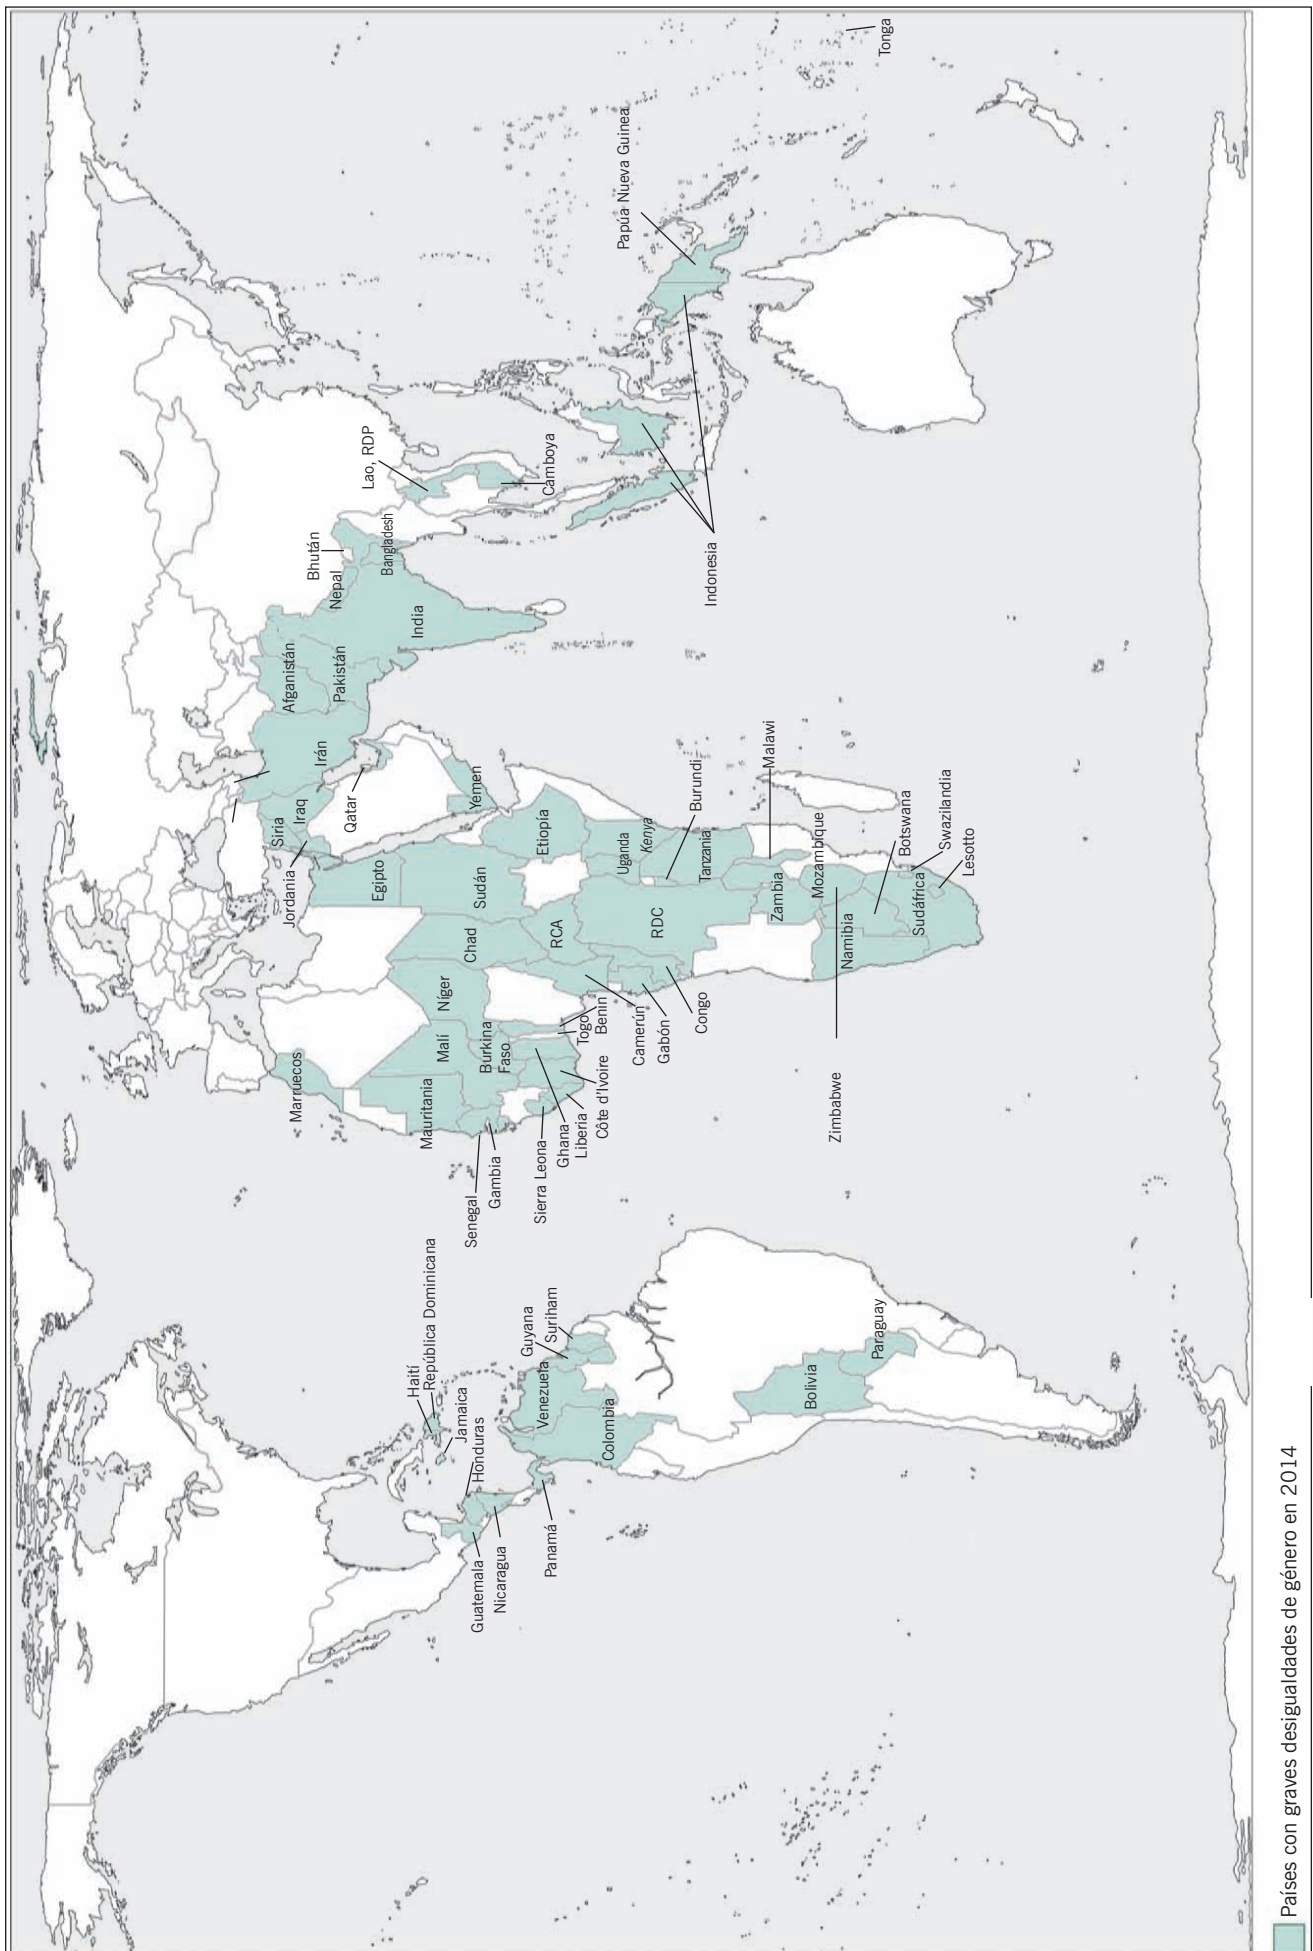 Haití
República Dominicana
Jamaica
Honduras
Guatemala
Nicaragua
Panamá
Venezuela
Guyana
Suriham
Colombia
Bolivia
Paraguay
Marruecos
Mauritania
Malí
Níger
Chad
Sudán
Egipto
Senegal
Gambia
Burkina
Faso
Sierra Leona
Ghana
Liberia
Côte d'Ivoire
Togo
Benin
Camerún
Gabón
Congo
RCA
RDC
Etiopía
Uganda
Kenya
Burundi
Tanzania
Malawi
Zambia
Mozambique
Zimbabwe
Namibia
Botswana
Sudáfrica
Swazilandia
Lesotto
Jordania
Siria
Iraq
Irán
Qatar
Yemen
Afganistán
Pakistán
India
Nepal
Bhután
Bangladesh
Lao, RDP
Camboya
Indonesia
Papúa Nueva Guinea
Tonga
Países con graves desigualdades de género en 2014